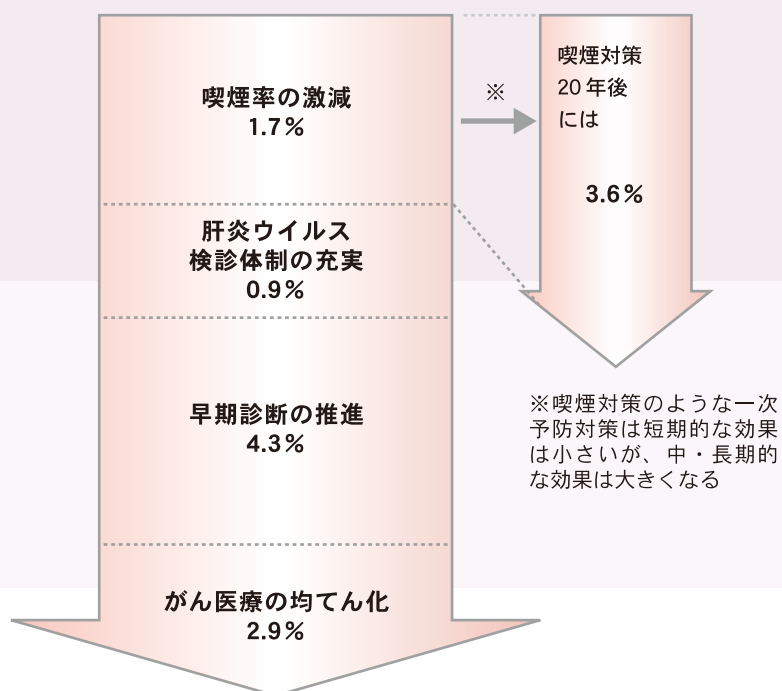 喫煙率の激減
1.7%
肝炎ウイルス
検診体制の充実
0.9%
早期診断の推進
4.3%
がん医療の均てん化
2.9%
※
喫煙対策
20年後
には
3.6%
※喫煙対策のような一次
予防対策は短期的な効果
は小さいが、中・長期的
な効果は大きくなる